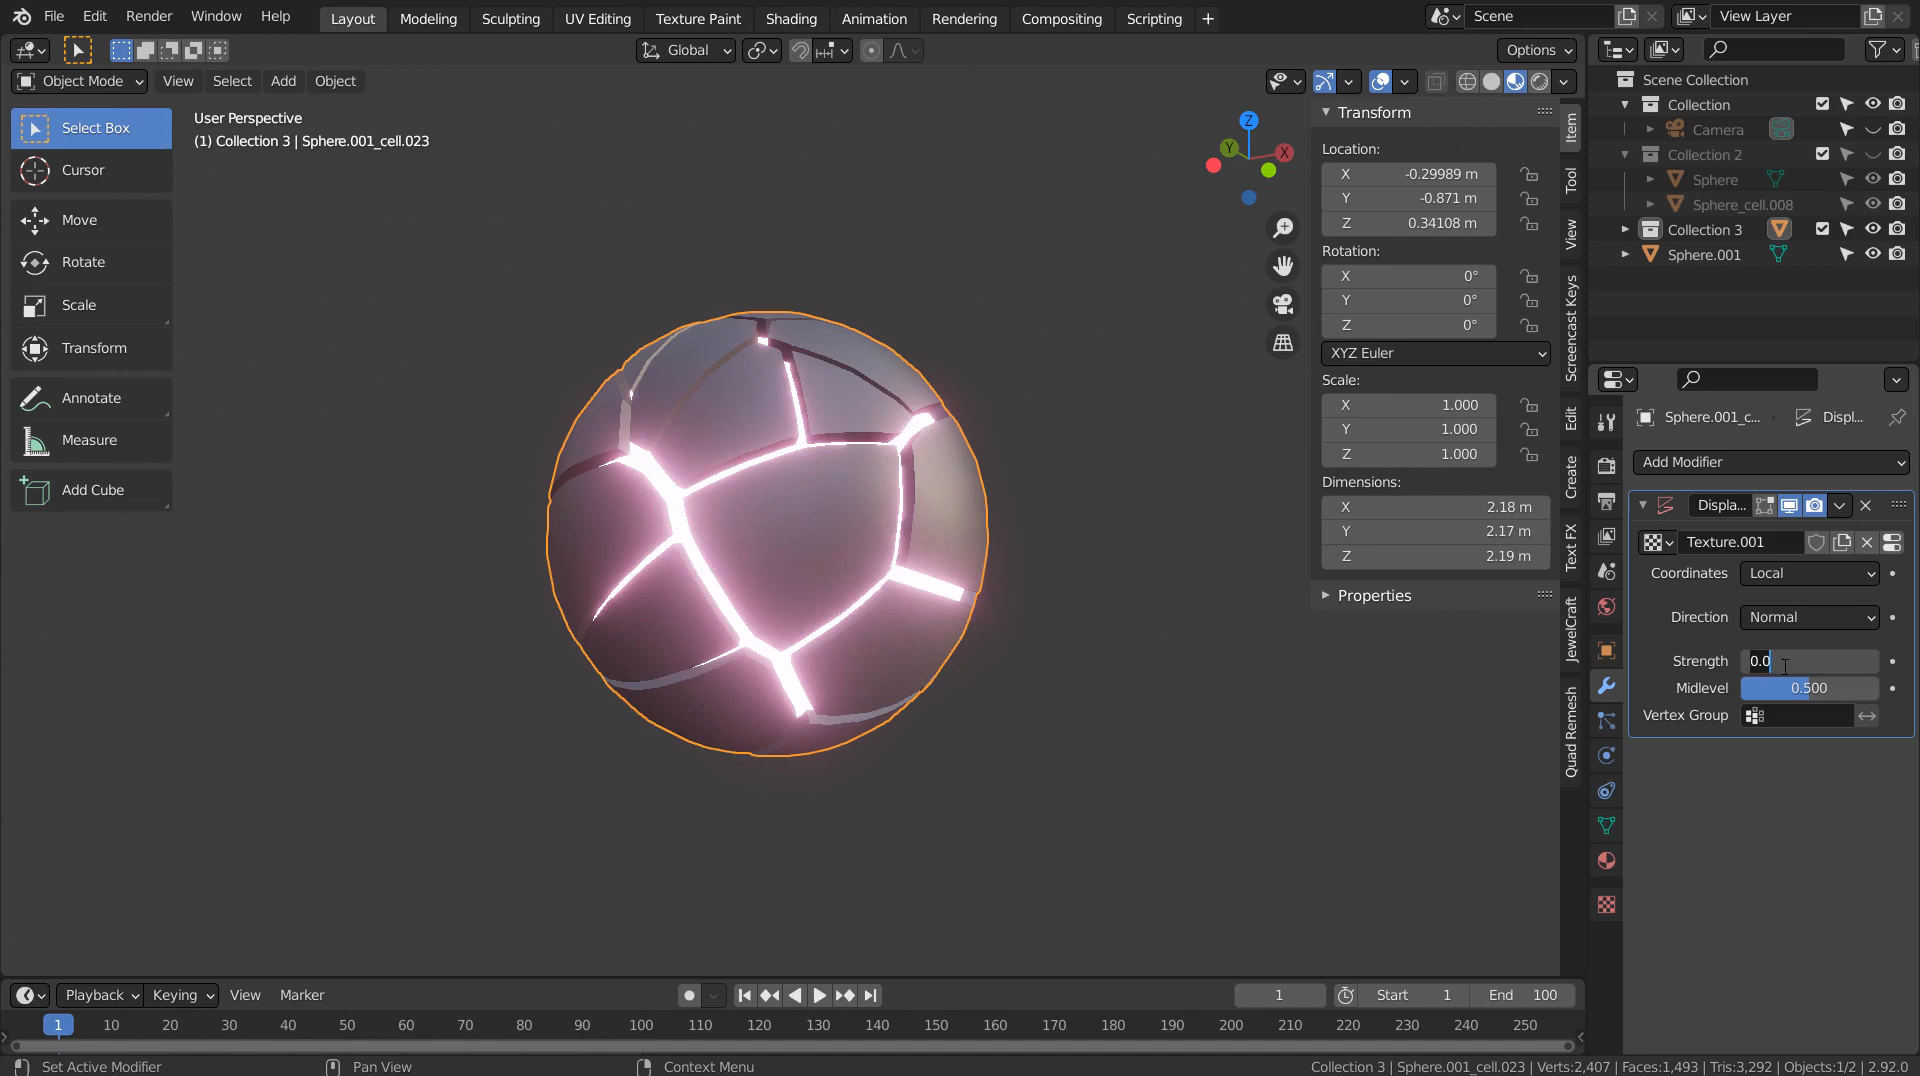 File Edit Render Window Help Layout Modeling Sculpting UV Editing Texture Paint Shading Animation Rendering Compositing Scripting + Scene View Layer
Global Options
Object Mode View Select Add Object
Select Box
Cursor
Move
Rotate
Scale
Transform
Annotate
Measure
Add Cube
User Perspective
(1) Collection 3 | Sphere.001_cell.023
Z
Y
X
Transform
Location:
X -0.29989 m
Y -0.871 m
Z 0.34108 m
Rotation:
X 0°
Y 0°
Z 0°
XYZ Euler
Scale:
X 1.000
Y 1.000
Z 1.000
Dimensions:
X 2.18 m
Y 2.17 m
Z 2.19 m
Properties
Item
Tool
View
Screencast Keys
Edit
Create
Text FX
JewelCraft
Quad Remesh
Scene Collection
Collection
Camera
Collection 2
Sphere
Sphere_cell.008
Collection 3
Sphere.001
Sphere.001_c... Displ...
Add Modifier
Displa...
Texture.001
Coordinates Local
Direction Normal
Strength 0.0
Midlevel 0.500
Vertex Group
Playback Keying View Marker 1 Start 1 End 100
1 10 20 30 40 50 60 70 80 90 100 110 120 130 140 150 160 170 180 190 200 210 220 230 240 250
Set Active Modifier Pan View Context Menu Collection 3 | Sphere.001_cell.023 | Verts:2,407 | Faces:1,493 | Tris:3,292 | Objects:1/2 | 2.92.0